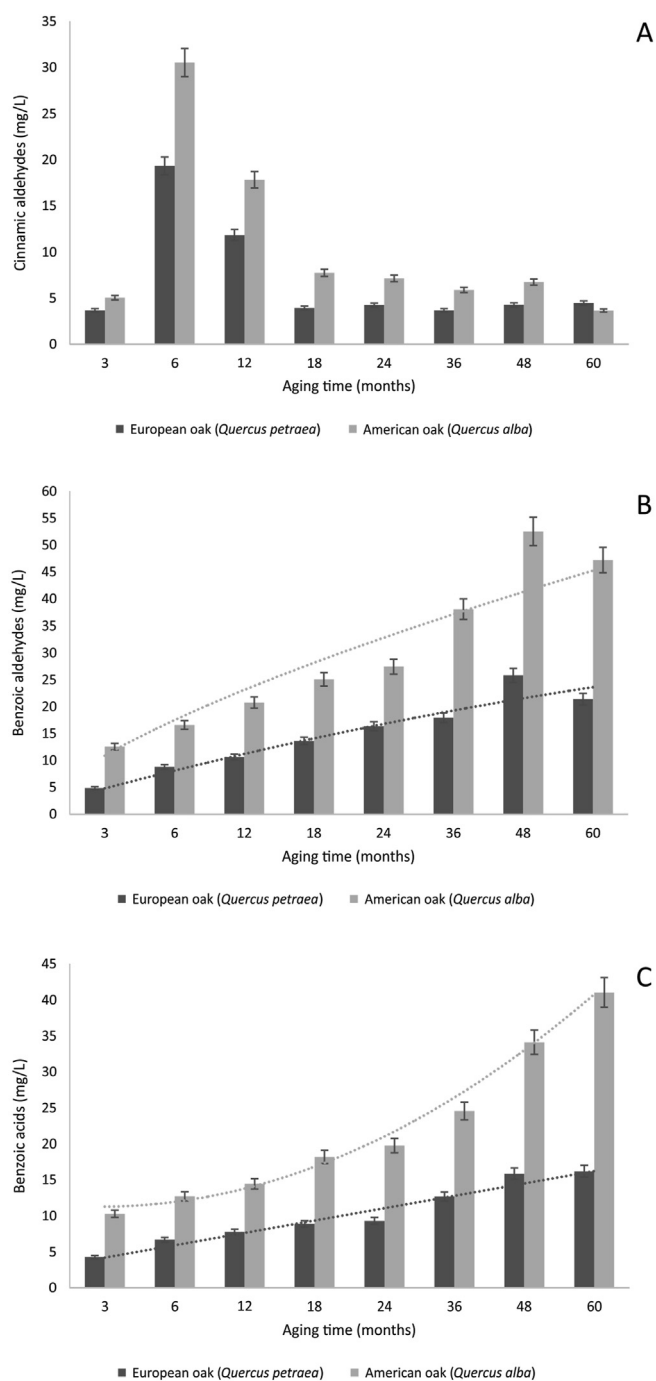 A
35
30
25
20
15
10
5
0
Cinnamic aldehydes (mg/L)
3 6 12 18 24 36 48 60
Aging time (months)
European oak (Quercus petraea) American oak (Quercus alba)
B
60
55
50
45
40
35
30
25
20
15
10
5
0
Benzoic aldehydes (mg/L)
3 6 12 18 24 36 48 60
Aging time (months)
European oak (Quercus petraea) American oak (Quercus alba)
C
45
40
35
30
25
20
15
10
5
0
Benzoic acids (mg/L)
3 6 12 18 24 36 48 60
Aging time (months)
European oak (Quercus petraea) American oak (Quercus alba)